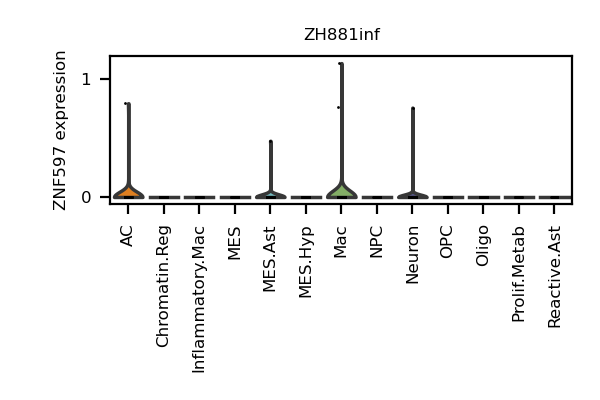 ZH881inf
ZNF597 expression
1
0
AC
Chromatin.Reg
Inflammatory.Mac
MES
MES.Ast
MES.Hyp
Mac
NPC
Neuron
OPC
Oligo
Prolif.Metab
Reactive.Ast